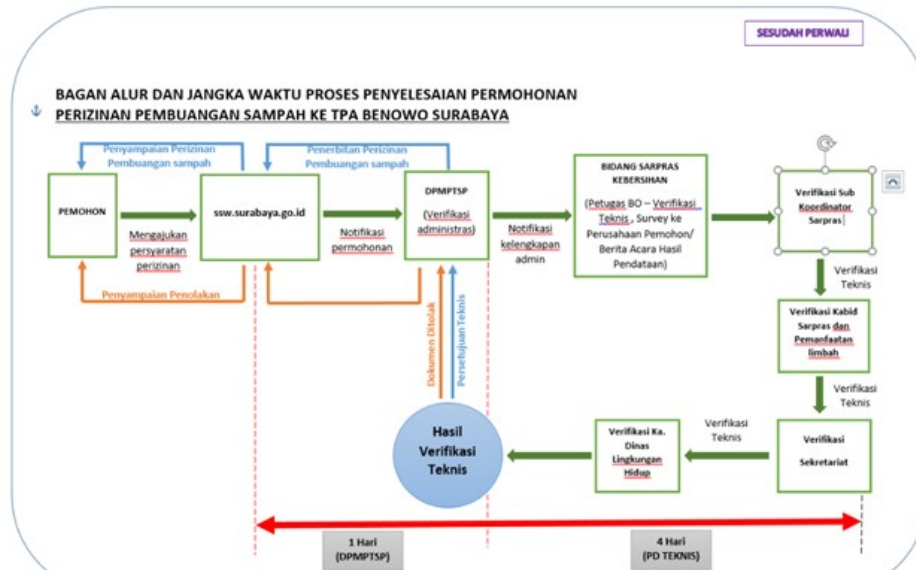 SESUDAH PERWALI
BAGAN ALUR DAN JANGKA WAKTU PROSES PENYELESAIAN PERMOHONAN
PERIZINAN PEMBUANGAN SAMPAH KE TPA BENOWO SURABAYA
Penyampaian Perizinan
Pembuangan sampah
Penerbitan Perizinan
Pembuangan sampah
PEMOHON
Mengajukan
persyaratan
perizinan
ssw.surabaya.go.id
Notifikasi
permohonan
DPMPTSP
(Verifikasi
administras)
Notifikasi
kelengkapan
admin
BIDANG SARPRAS
KEBERSIHAN
(Petugas BO – Verifikasi
Teknis , Survey ke
Perusahaan Pemohon/
Berita Acara Hasil
Pendataan)
Verifikasi Sub
Koordinator
Sarpras
Penyampaian Penolakan
Verifikasi
Teknis
Verifikasi Kabid
Sarpras dan
Pemanfaatan
limbah
Verifikasi
Teknis
Verifikasi
Sekretariat
Verifikasi
Teknis
Verifikasi Ka.
Dinas
Lingkungan
Hidup
Dokumen Ditolak
Persetujuan Teknis
Hasil
Verifikasi
Teknis
1 Hari
(DPMPTSP)
4 Hari
(PD TEKNIS)